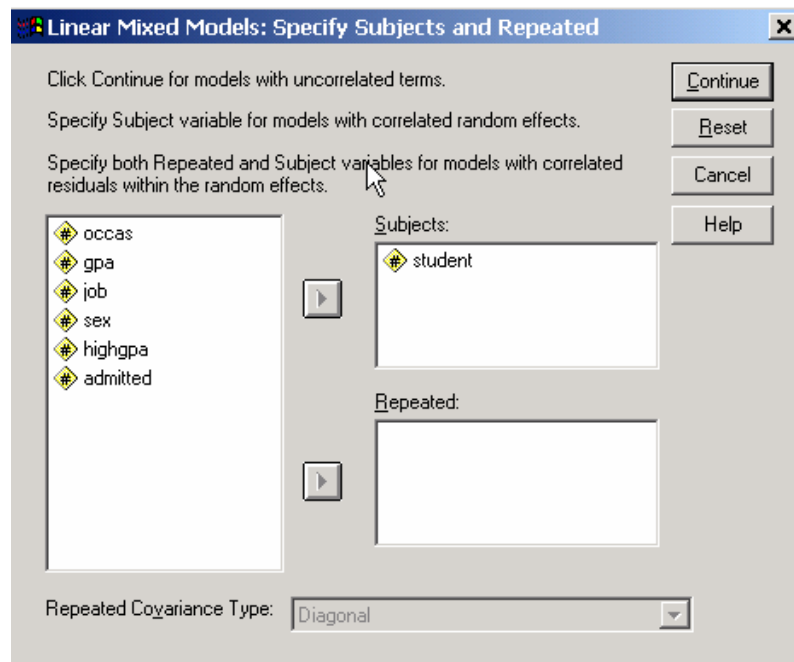 Linear Mixed Models: Specify Subjects and Repeated
Click Continue for models with uncorrelated terms.
Specify Subject variable for models with correlated random effects.
Specify both Repeated and Subject variables for models with correlated
residuals within the random effects.
Continue
Reset
Cancel
Help
occas
gpa
job
sex
highgpa
admitted
Subjects:
student
Repeated:
Repeated Covariance Type:
Diagonal